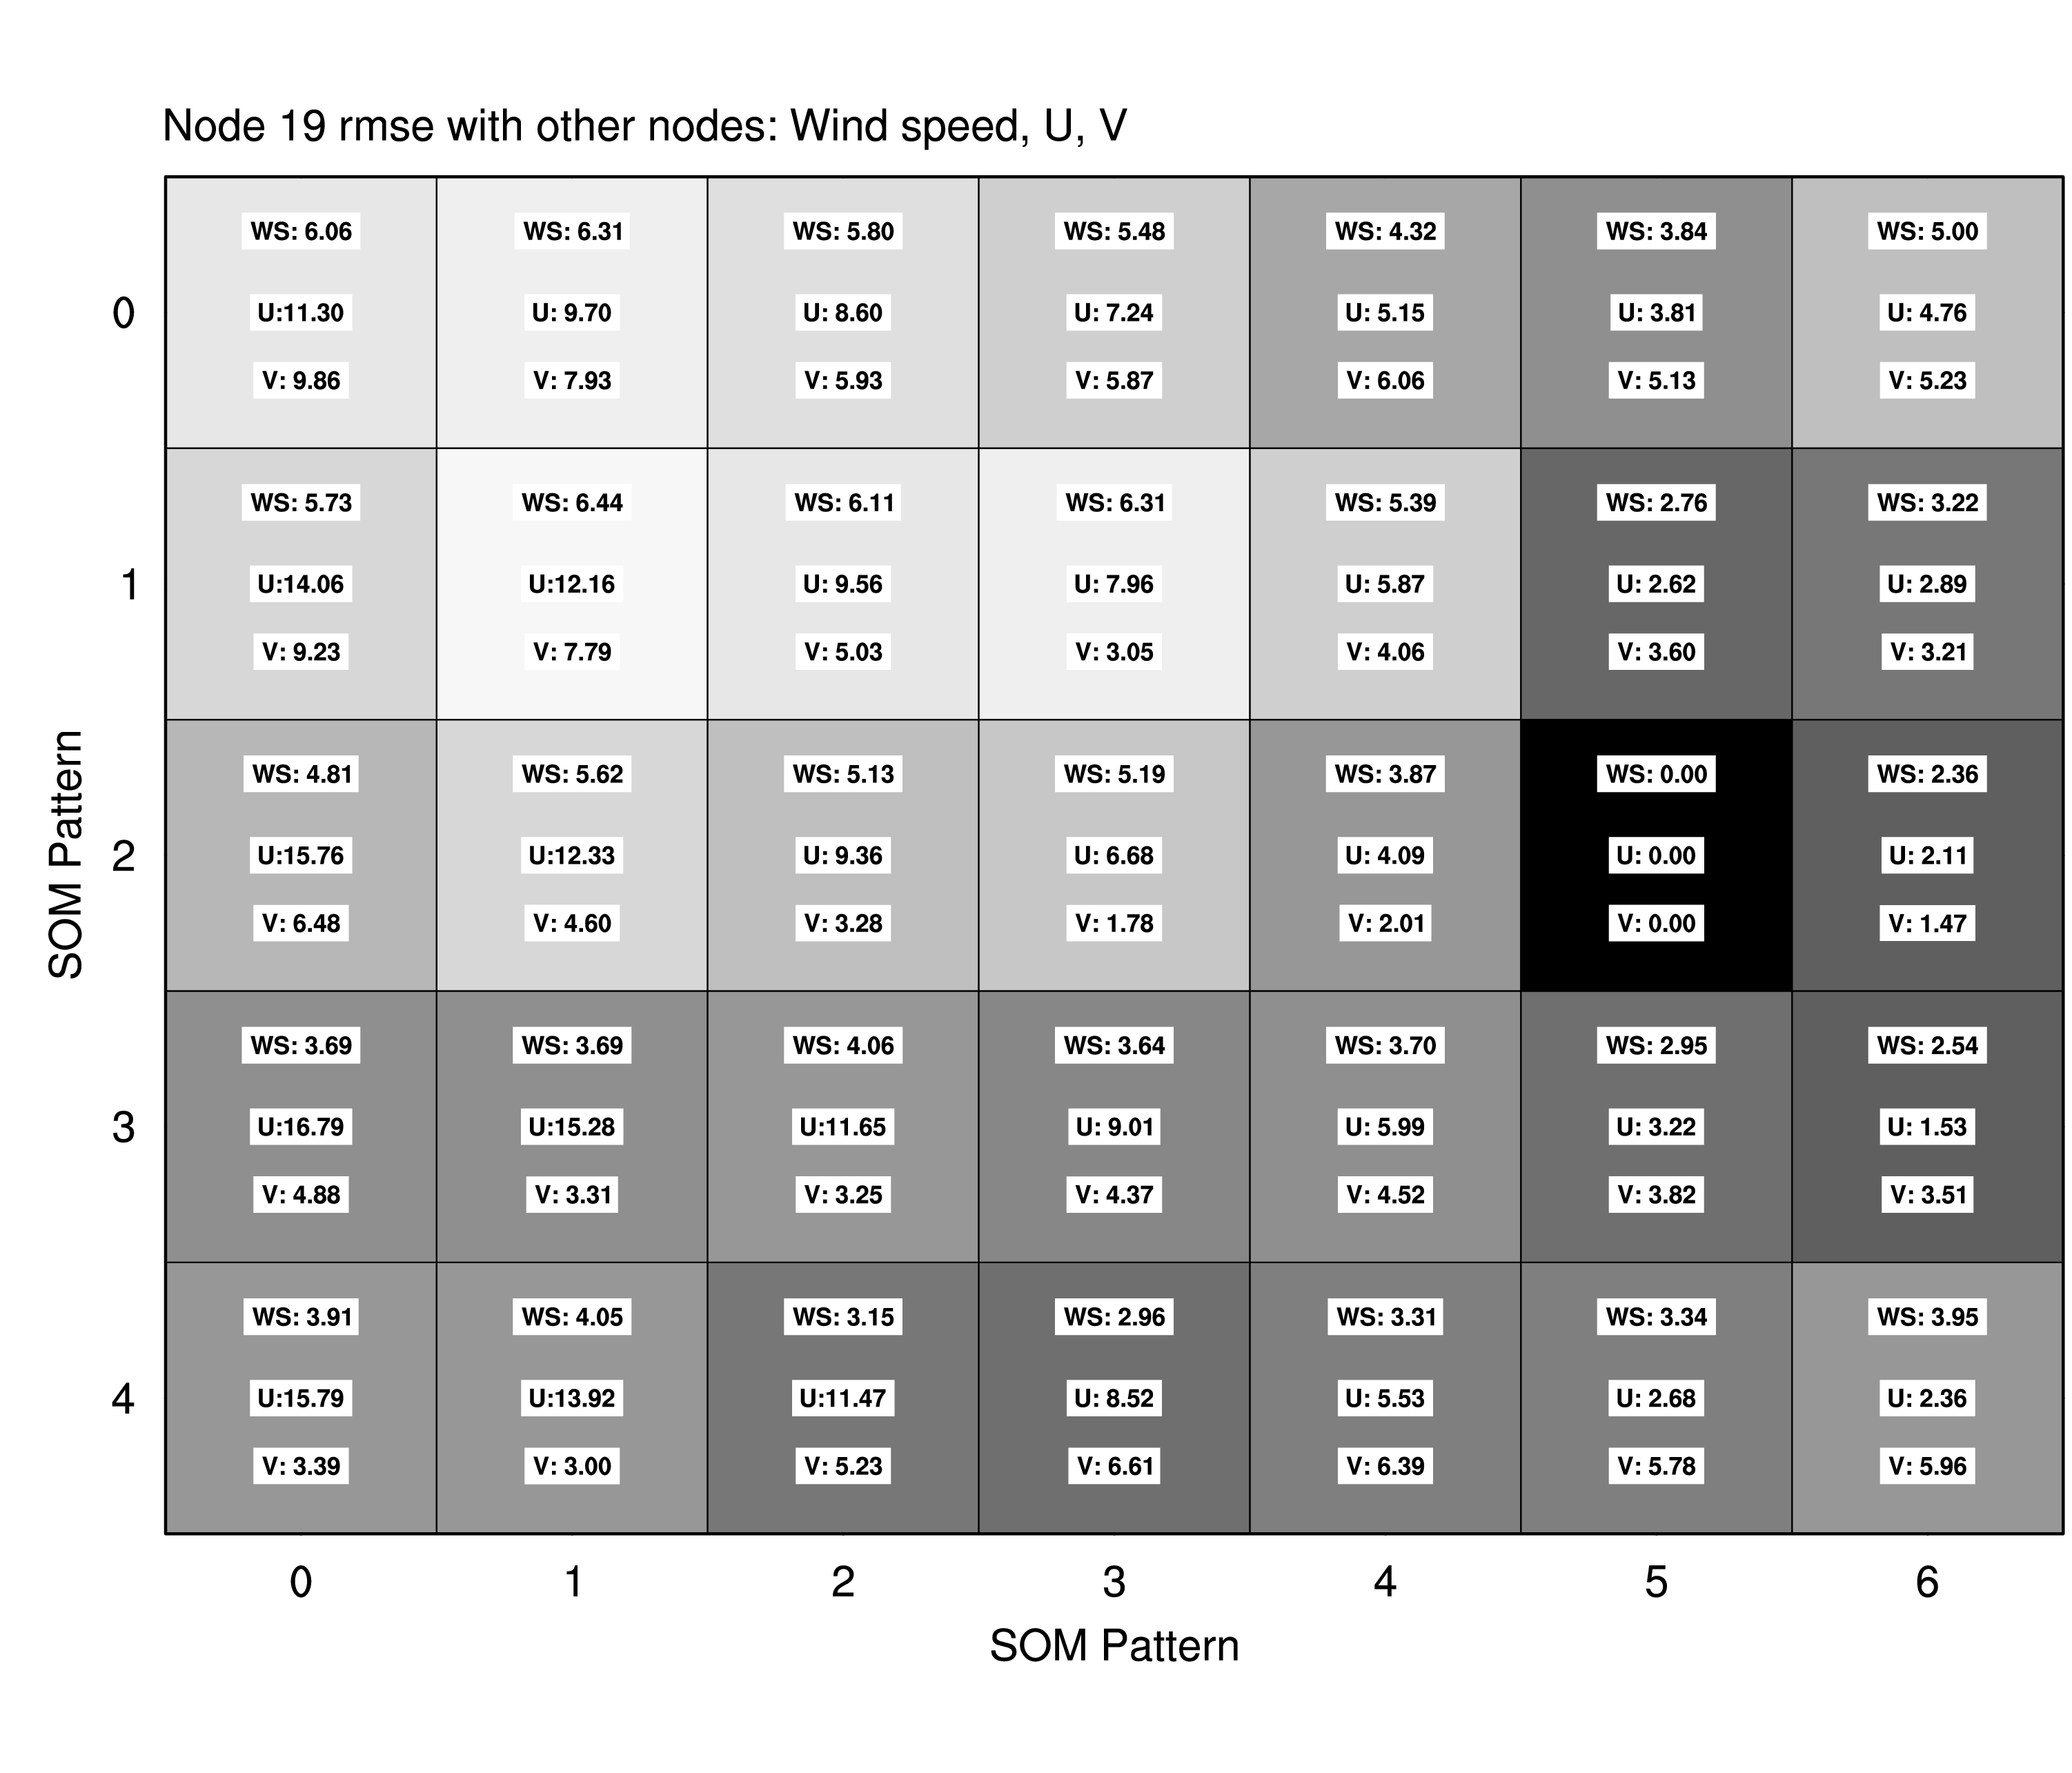 Node 19 rmse with other nodes: Wind speed, U, V
WS: 6.06 WS: 6.31 WS: 5.80 WS: 5.48 WS: 4.32 WS: 3.84 WS: 5.00
0 U:11.30 U: 9.70 U: 8.60 U: 7.24 U: 5.15 U: 3.81 U: 4.76
V: 9.86 V: 7.93 V: 5.93 V: 5.87 V: 6.06 V: 5.13 V: 5.23
WS: 5.73 WS: 6.44 WS: 6.11 WS: 6.31 WS: 5.39 WS: 2.76 WS: 3.22
1 U:14.06 U:12.16 U: 9.56 U: 7.96 U: 5.87 U: 2.62 U: 2.89
V: 9.23 V: 7.79 V: 5.03 V: 3.05 V: 4.06 V: 3.60 V: 3.21
SOM Pattern
WS: 4.81 WS: 5.62 WS: 5.13 WS: 5.19 WS: 3.87 WS: 0.00 WS: 2.36
2 U:15.76 U:12.33 U: 9.36 U: 6.68 U: 4.09 U: 0.00 U: 2.11
V: 6.48 V: 4.60 V: 3.28 V: 1.78 V: 2.01 V: 0.00 V: 1.47
WS: 3.69 WS: 3.69 WS: 4.06 WS: 3.64 WS: 3.70 WS: 2.95 WS: 2.54
3 U:16.79 U:15.28 U:11.65 U: 9.01 U: 5.99 U: 3.22 U: 1.53
V: 4.88 V: 3.31 V: 3.25 V: 4.37 V: 4.52 V: 3.82 V: 3.51
WS: 3.91 WS: 4.05 WS: 3.15 WS: 2.96 WS: 3.31 WS: 3.34 WS: 3.95
4 U:15.79 U:13.92 U:11.47 U: 8.52 U: 5.53 U: 2.68 U: 2.36
V: 3.39 V: 3.00 V: 5.23 V: 6.61 V: 6.39 V: 5.78 V: 5.96
0 1 2 3 4 5 6
SOM Pattern